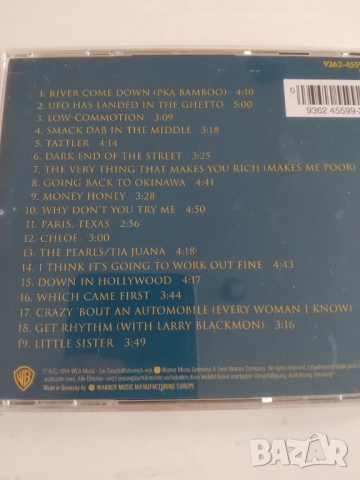 9362-4559
1. RIVER COME DOWN (PKA BAMBOO) 4:10
2. UFO HAS LANDED IN THE GHETTO 5:00
3. LOW-COMMOTION 3:09
4. SMACK DAB IN THE MIDDLE 3:18
5. TATTLER 4:14
6. DARK END OF THE STREET 3:25
7. THE VERY THING THAT MAKES YOU RICH (MAKES ME POOR)
8. GOING BACK TO OKINAWA 4:41
9. MONEY HONEY 3:28
10. WHY DON'T YOU TRY ME 4:50
11. PARIS, TEXAS 2:56
12. CHLOE 3:00
13. THE PEARLS/TIA JUANA 4:18
14. I THINK IT'S GOING TO WORK OUT FINE 4:43
15. DOWN IN HOLLYWOOD 4:17
16. WHICH CAME FIRST 3:44
17. CRAZY 'BOUT AN AUTOMOBILE (EVERY WOMAN I KNOW)
18. GET RHYTHM (WITH LARRY BLACKMON) 3:16
19. LITTLE SISTER 3:49
0 9362 45599-2
WB
1994 WEA Music - Ein Geschäftsbereich von Warner Music Germany A Time Warner Company. All
Made in Germany by WARNER MUSIC MANUFACTURING EUROPE
BAZAR